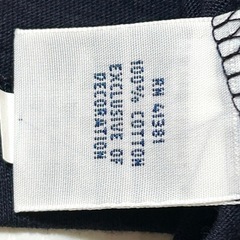 RN 41381
100% COTTON
EXCLUSIVE OF
DECORATION